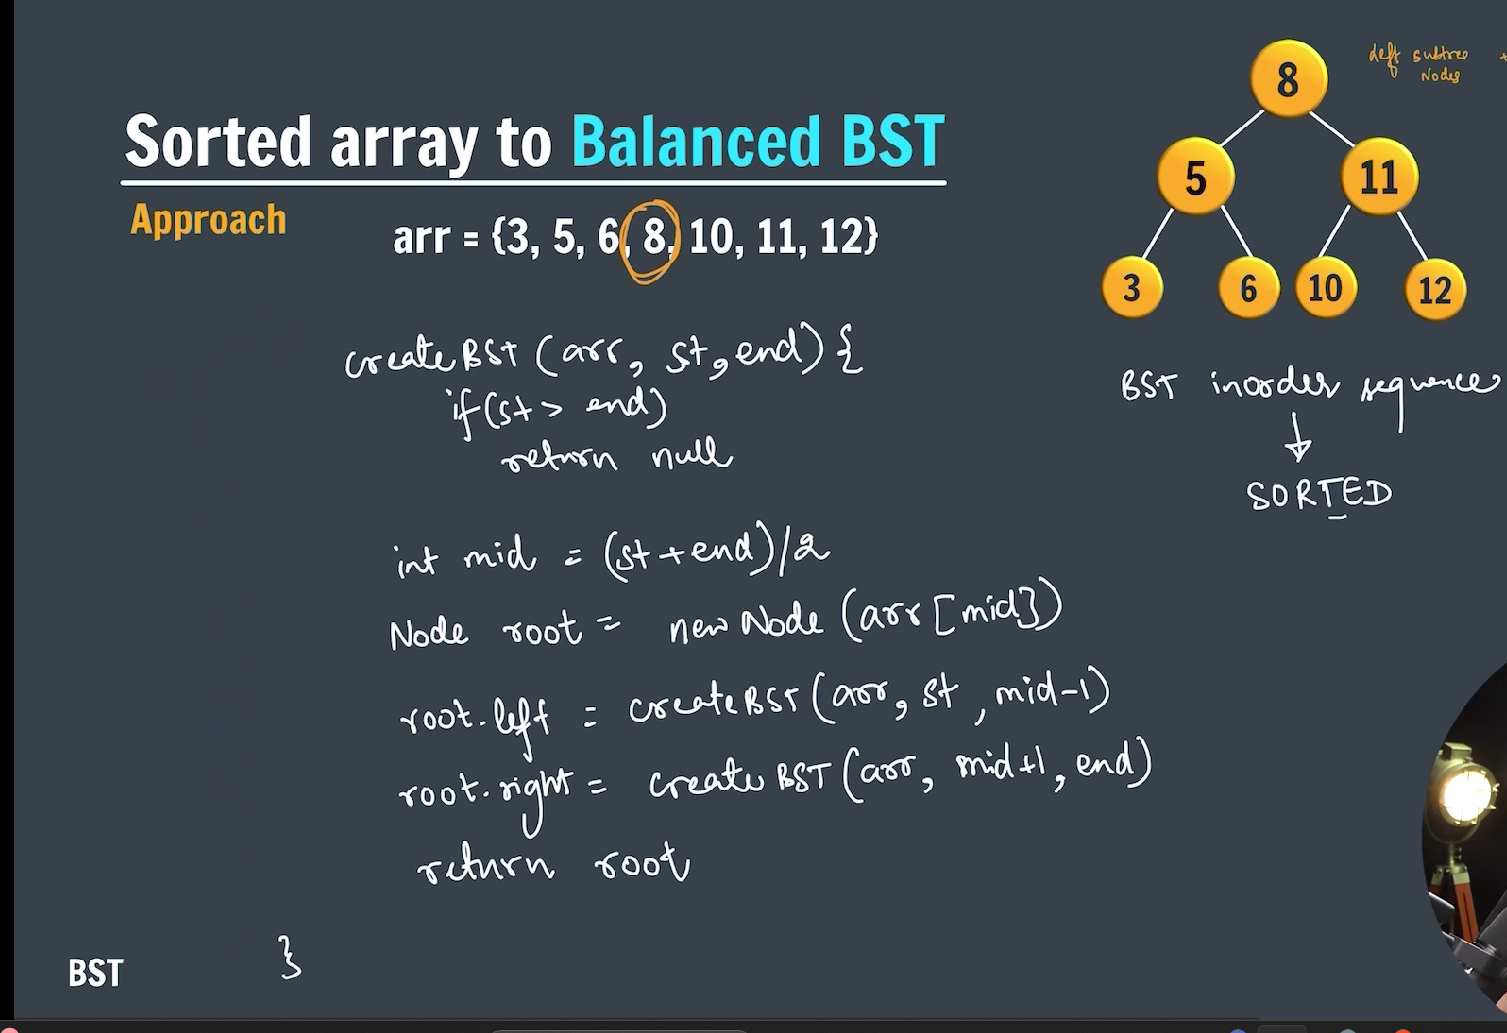 Sorted array to Balanced BST
Approach
arr = {3, 5, 6, 8, 10, 11, 12}
createBST (arr, st, end) {
if(st > end)
return null
int mid = (st + end)/2
Node root = new Node (arr [mid])
root.left = createBST (arr, st, mid-1)
root.right = createBST (arr, mid+1, end)
return root
}
BST
left subtree
Nodes
8
5 11
3 6 10 12
BST inorder sequence
↓
SORTED